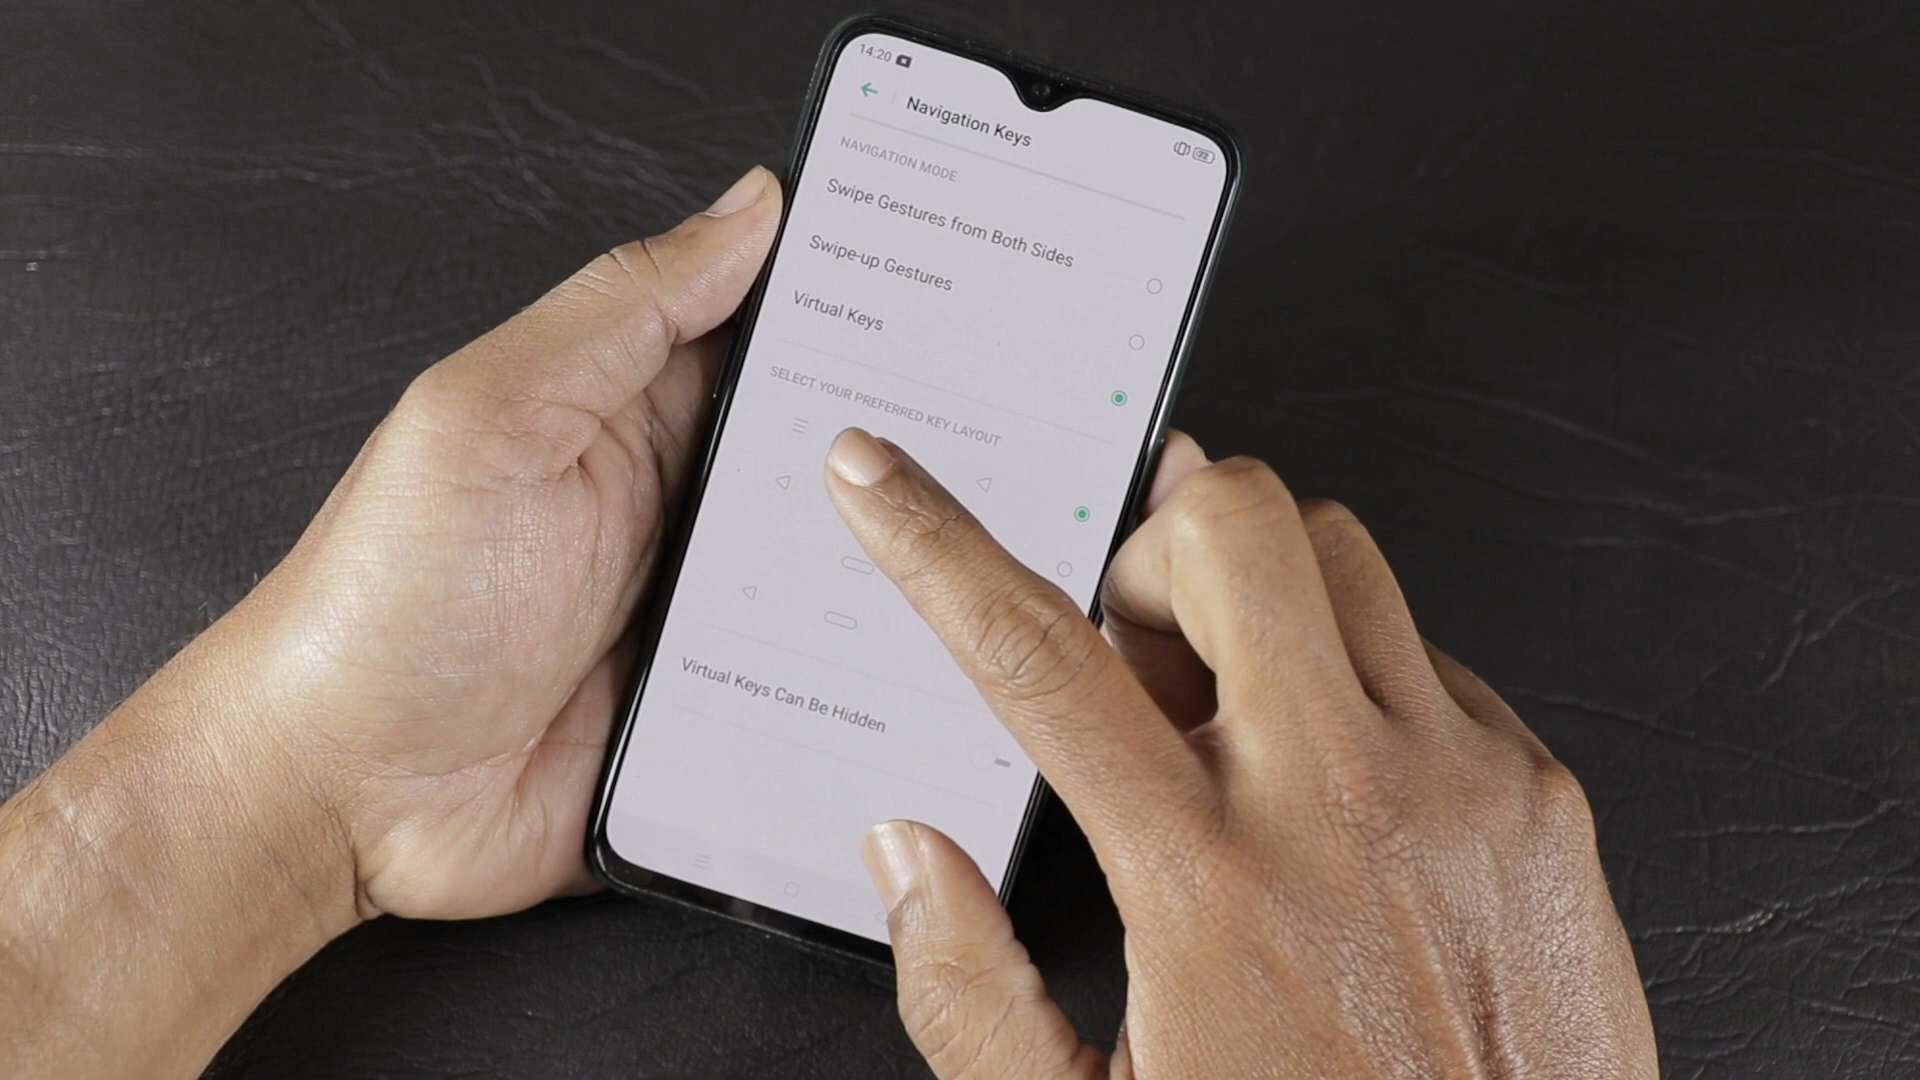 14:20
72
Navigation Keys
NAVIGATION MODE
Swipe Gestures from Both Sides
Swipe-up Gestures
Virtual Keys
SELECT YOUR PREFERRED KEY LAYOUT
Virtual Keys Can Be Hidden